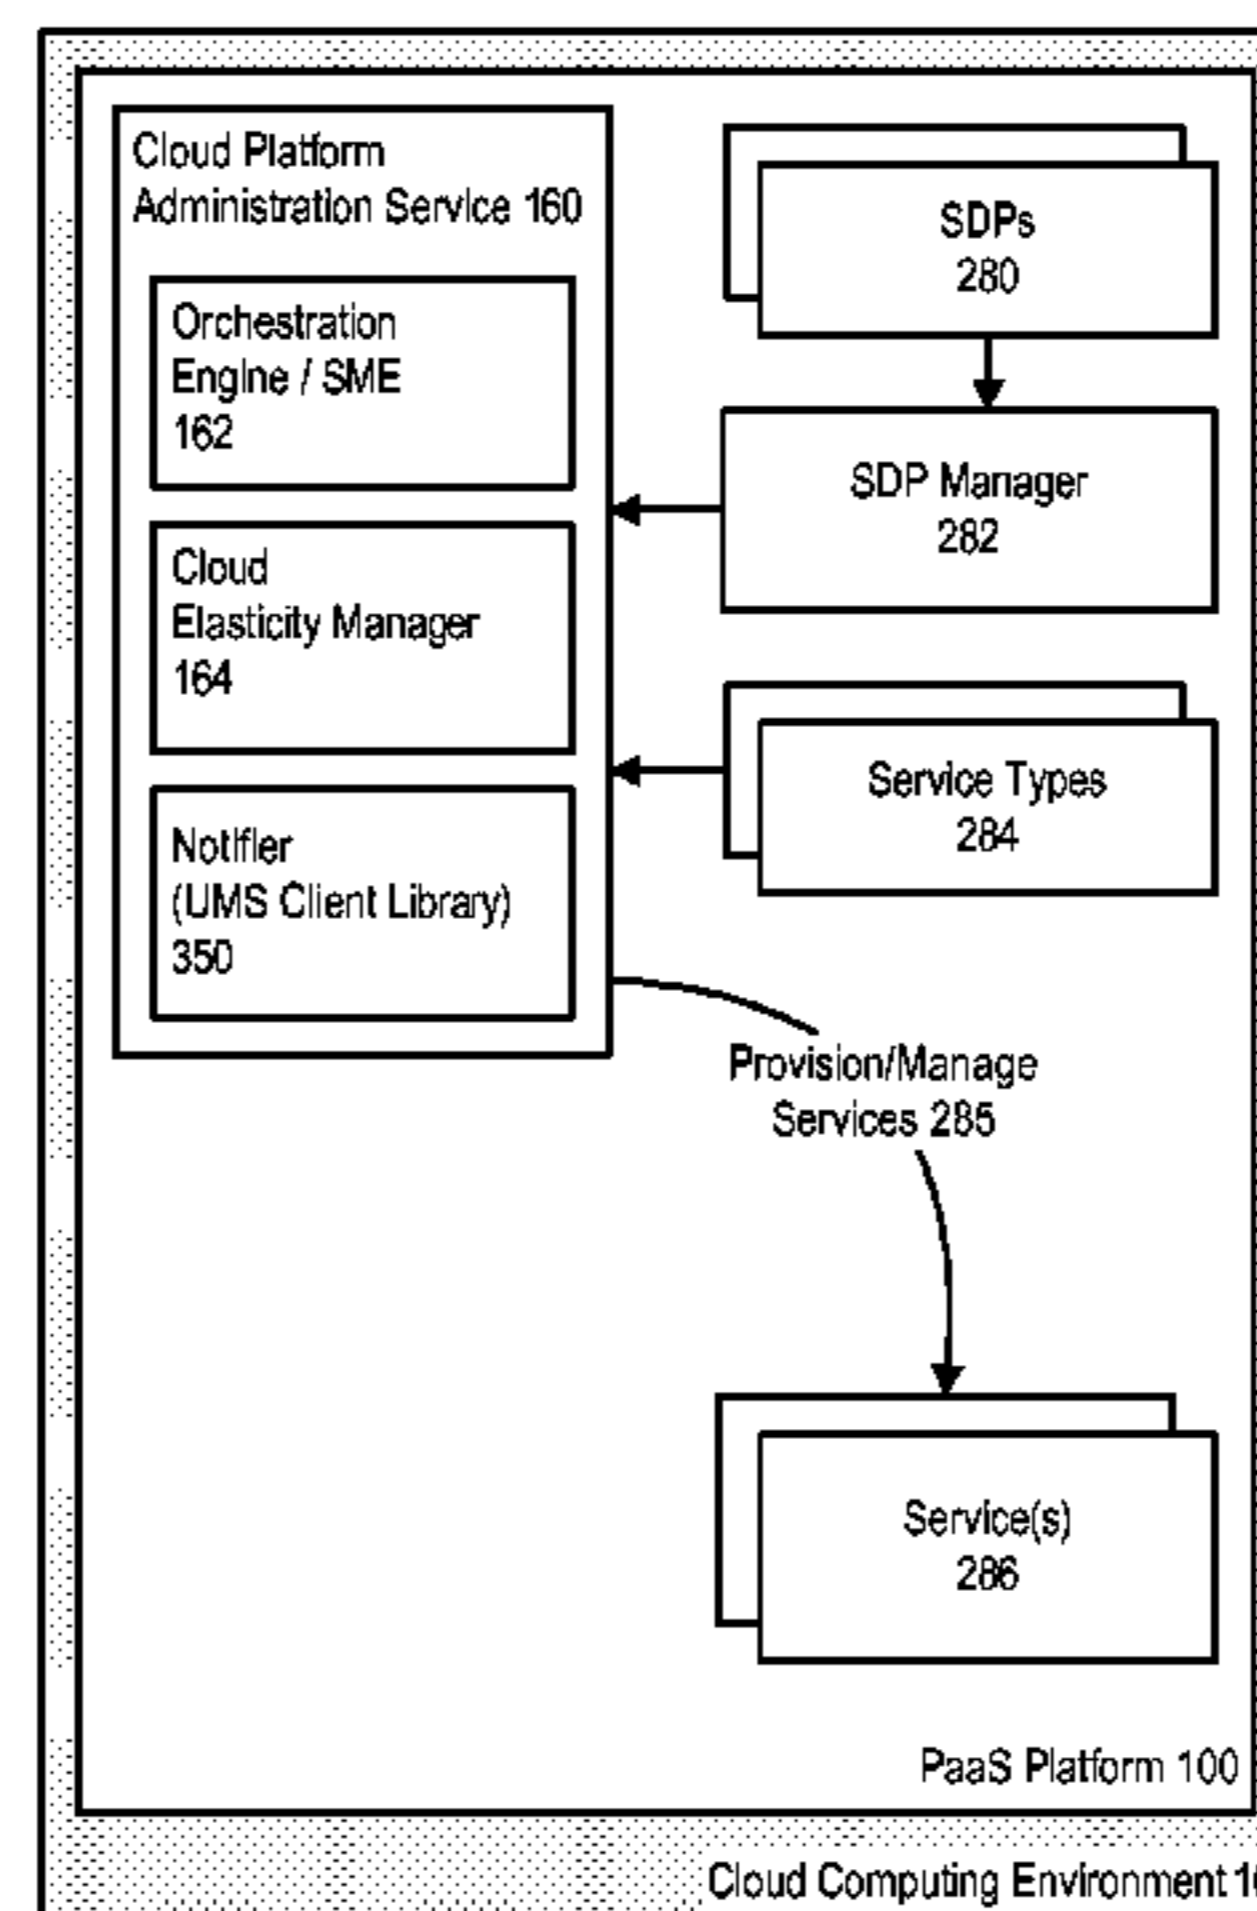 Cloud Platform
Administration Service 160
Orchestration
Engine / SME
162
Cloud
Elasticity Manager
164
Notifier
(UMS Client Library)
350
SDPs
280
SDP Manager
282
Service Types
284
Provision/Manage
Services 285
Service(s)
286
PaaS Platform 100
Cloud Computing Environment